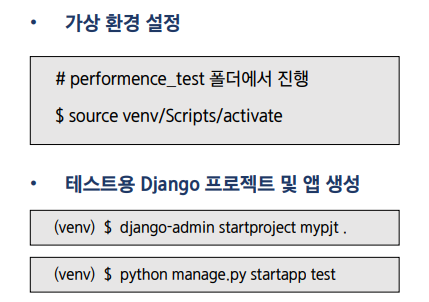 • 가상 환경 설정
# performence_test 폴더에서 진행
$ source venv/Scripts/activate
• 테스트용 Django 프로젝트 및 앱 생성
(venv) $ django-admin startproject mypjt .
(venv) $ python manage.py startapp test